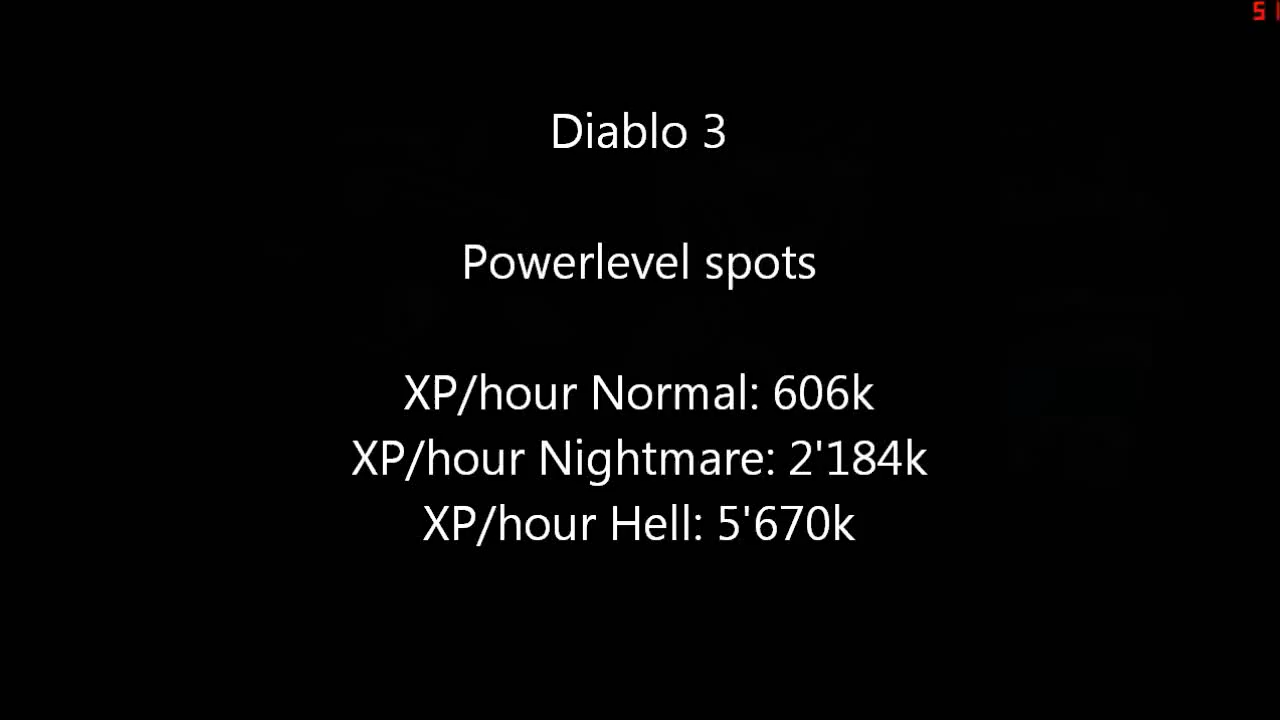 Diablo 3
Powerlevel spots
XP/hour Normal: 606k
XP/hour Nightmare: 2'184k
XP/hour Hell: 5'670k